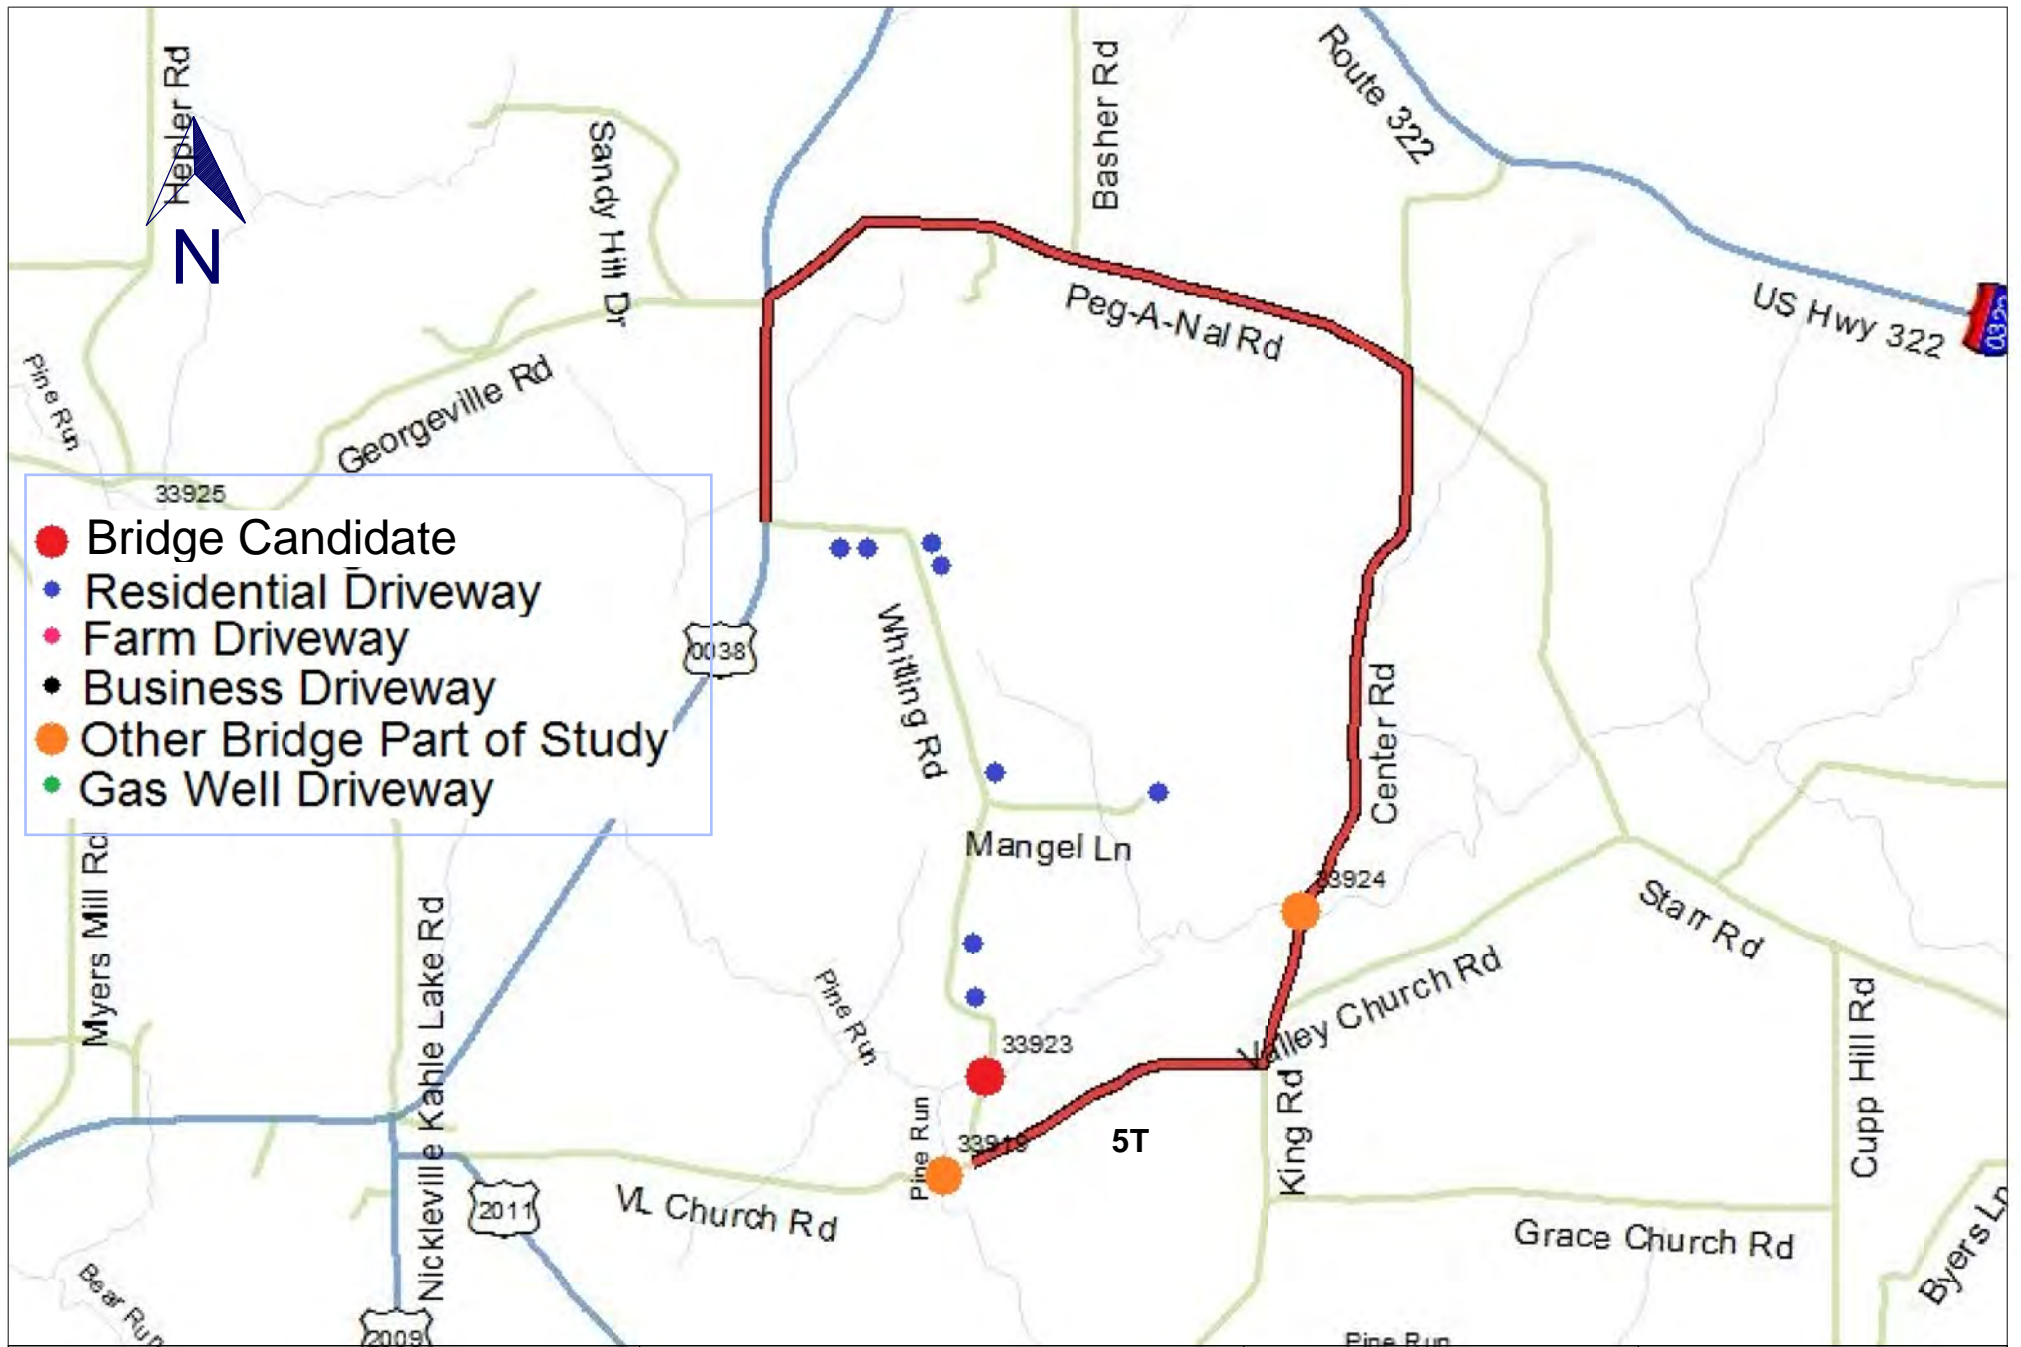 Hepler Rd
Route 322
Basher Rd
Sandy Hill Dr
N
US Hwy 322
Peg-A-Nal Rd
Pine Run
Georgeville Rd
33925
Bridge Candidate
Residential Driveway
Farm Driveway
Business Driveway
Other Bridge Part of Study
Gas Well Driveway
0038
Whitling Rd
Center Rd
Mangel Ln
33924
Myers Mill Rd
Nickleville Kahle Lake Rd
Starr Rd
Valley Church Rd
Pine Run
33923
Cupp Hill Rd
Pine Run
33919
5T
King Rd
2011
VL Church Rd
Grace Church Rd
Byers Ln
Bear Run
2009
Pine Run